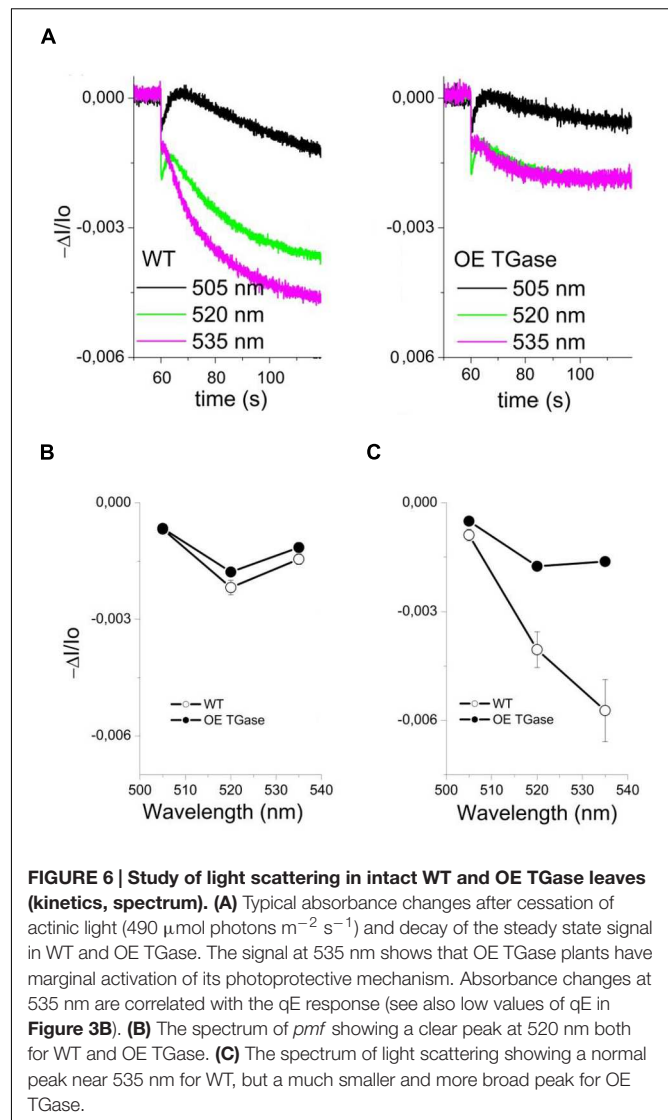 A
0,000
-0,003
-0,006
-ΔI/Io
WT
505 nm
520 nm
535 nm
60 80 100
time (s)
0,000
-0,003
0,006
OE TGase
505 nm
520 nm
535 nm
60 80 100
time (s)
B
0,000
-0,003
-0,006
-ΔI/Io
WT
OE TGase
500 510 520 530 540
Wavelength (nm)
C
0,000
-0,003
-0,006
WT
OE TGase
500 510 520 530 540
Wavelength (nm)
FIGURE 6 | Study of light scattering in intact WT and OE TGase leaves
(kinetics, spectrum). (A) Typical absorbance changes after cessation of
actinic light (490 μmol photons m−2 s−1) and decay of the steady state signal
in WT and OE TGase. The signal at 535 nm shows that OE TGase plants have
marginal activation of its photoprotective mechanism. Absorbance changes at
535 nm are correlated with the qE response (see also low values of qE in
Figure 3B). (B) The spectrum of pmf showing a clear peak at 520 nm both
for WT and OE TGase. (C) The spectrum of light scattering showing a normal
peak near 535 nm for WT, but a much smaller and more broad peak for OE
TGase.